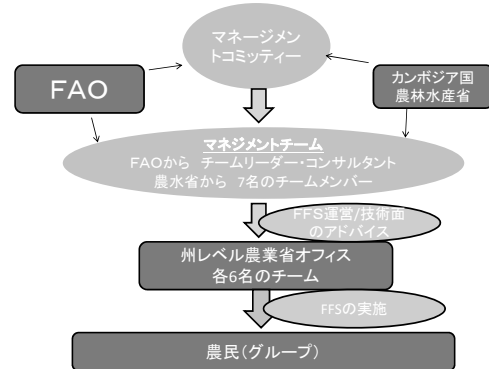 マネージメン
トコミッティー
FAO
カンボジア国
農林水産省
マネジメントチーム
FAOから チームリーダー・コンサルタント
農水省から 7名のチームメンバー
FFS運営/技術面
のアドバイス
州レベル農業省オフィス
各6名のチーム
FFSの実施
農民(グループ)